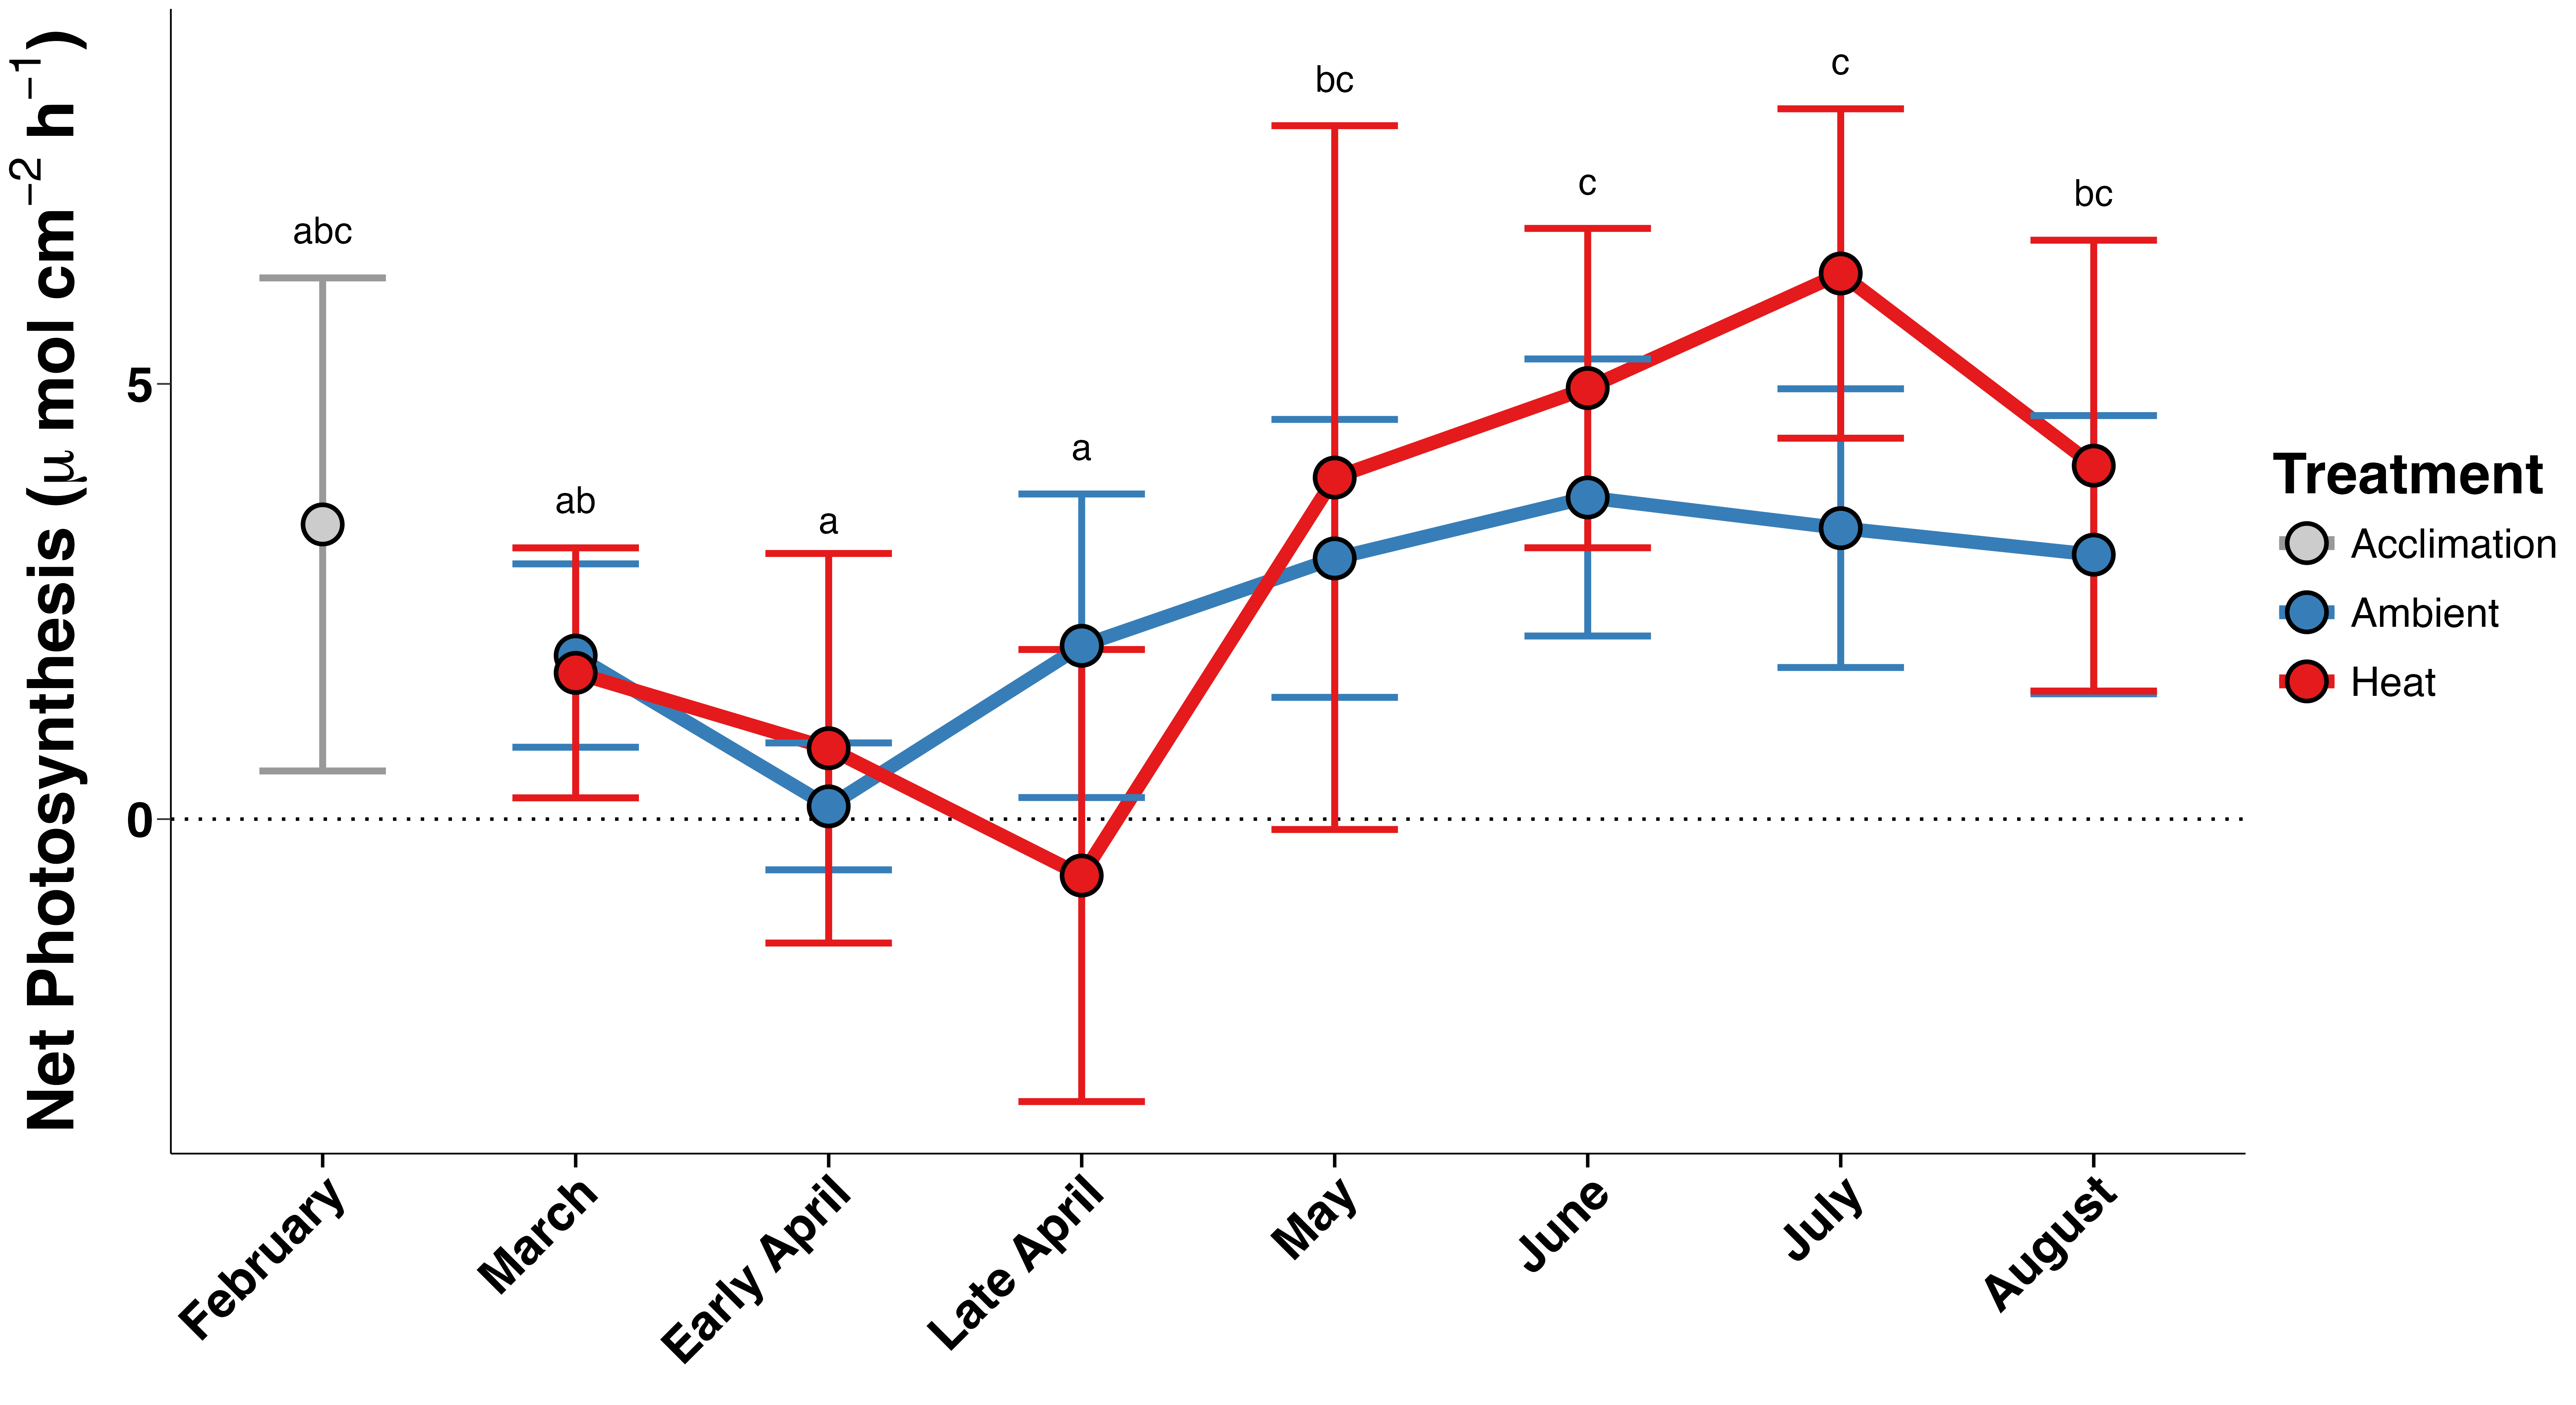 Net Photosynthesis (μ mol cm⁻² h⁻¹)
5
0
abc
ab
a
a
bc
c
c
bc
February
March
Early April
Late April
May
June
July
August
Treatment
Acclimation
Ambient
Heat